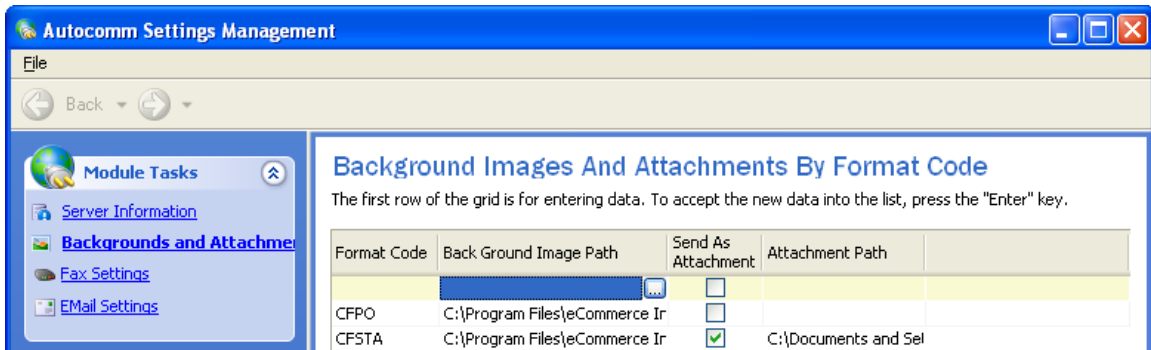 Autocomm Settings Management
File
Back
Module Tasks
Server Information
Backgrounds and Attachmer
Fax Settings
EMail Settings
Background Images And Attachments By Format Code
The first row of the grid is for entering data. To accept the new data into the list, press the "Enter" key.
Format Code Back Ground Image Path Send As Attachment Attachment Path
...
CFPO C:\Program Files\eCommerce Ir
CFSTA C:\Program Files\eCommerce Ir C:\Documents and Sel